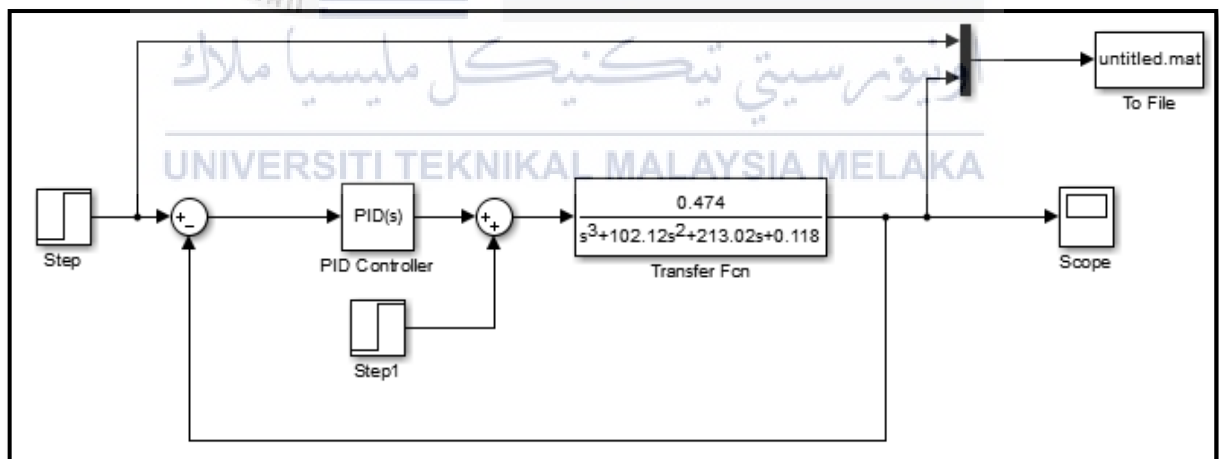 اونيۏرسيتي تيكنيكل مليسيا ملاك
UNIVERSITI TEKNIKAL MALAYSIA MELAKA
untitled.mat
To File
Step
+
−
PID(s)
PID Controller
+
+
0.474
s³+102.12s²+213.02s+0.118
Transfer Fcn
Scope
Step1